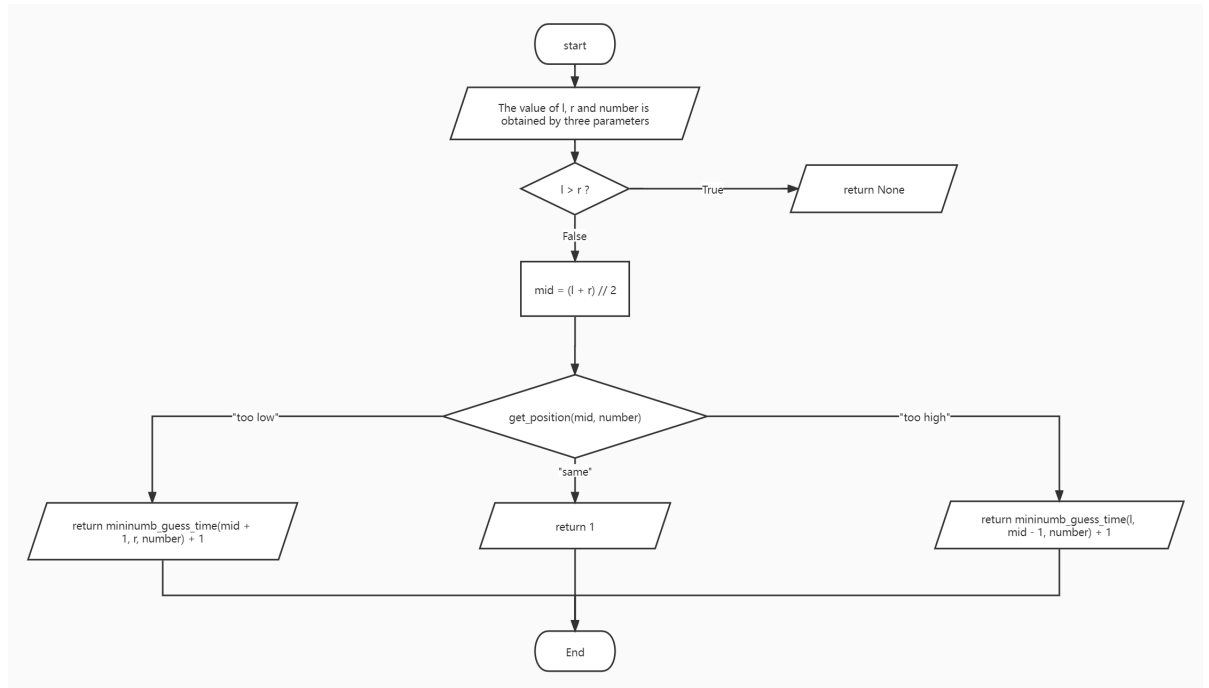 start
The value of l, r and number is
obtained by three parameters
l > r ?
True
return None
False
mid = (l + r) // 2
get_position(mid, number)
"too low"
"too high"
"same"
return mininumb_guess_time(mid +
1, r, number) + 1
return 1
return mininumb_guess_time(l,
mid - 1, number) + 1
End